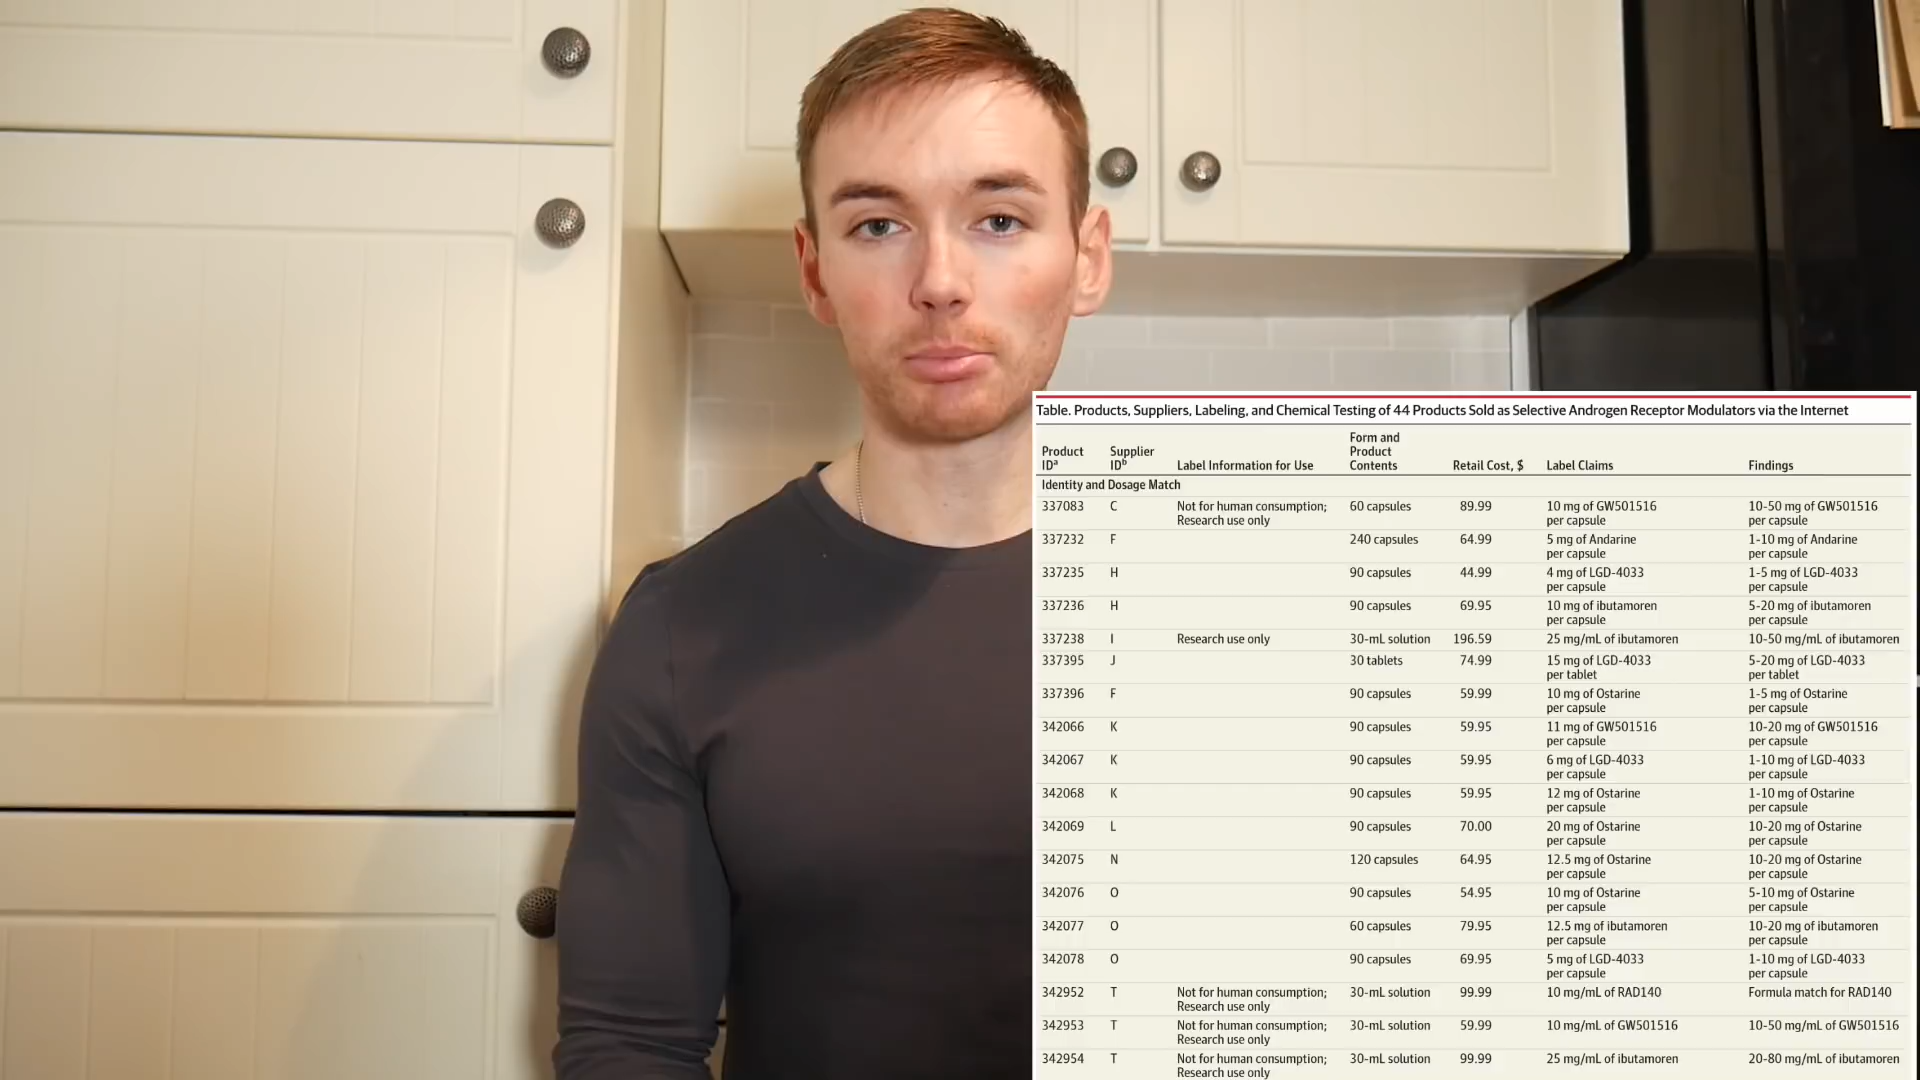 Table. Products, Suppliers, Labeling, and Chemical Testing of 44 Products Sold as Selective Androgen Receptor Modulators via the Internet
Product IDa Supplier IDb Label Information for Use Form and Product Contents Retail Cost, $ Label Claims Findings
Identity and Dosage Match
337083 C Not for human consumption; Research use only 60 capsules 89.99 10 mg of GW501516 per capsule 10-50 mg of GW501516 per capsule
337232 F 240 capsules 64.99 5 mg of Andarine per capsule 1-10 mg of Andarine per capsule
337235 H 90 capsules 44.99 4 mg of LGD-4033 per capsule 1-5 mg of LGD-4033 per capsule
337236 H 90 capsules 69.95 10 mg of ibutamoren per capsule 5-20 mg of ibutamoren per capsule
337238 I Research use only 30-mL solution 196.59 25 mg/mL of ibutamoren 10-50 mg/mL of ibutamoren
337395 J 30 tablets 74.99 15 mg of LGD-4033 per tablet 5-20 mg of LGD-4033 per tablet
337396 F 90 capsules 59.99 10 mg of Ostarine per capsule 1-5 mg of Ostarine per capsule
342066 K 90 capsules 59.95 11 mg of GW501516 per capsule 10-20 mg of GW501516 per capsule
342067 K 90 capsules 59.95 6 mg of LGD-4033 per capsule 1-10 mg of LGD-4033 per capsule
342068 K 90 capsules 59.95 12 mg of Ostarine per capsule 1-10 mg of Ostarine per capsule
342069 L 90 capsules 70.00 20 mg of Ostarine per capsule 10-20 mg of Ostarine per capsule
342075 N 120 capsules 64.95 12.5 mg of Ostarine per capsule 10-20 mg of Ostarine per capsule
342076 O 90 capsules 54.95 10 mg of Ostarine per capsule 5-10 mg of Ostarine per capsule
342077 O 60 capsules 79.95 12.5 mg of ibutamoren per capsule 10-20 mg of ibutamoren per capsule
342078 O 90 capsules 69.95 5 mg of LGD-4033 per capsule 1-10 mg of LGD-4033 per capsule
342952 T Not for human consumption; Research use only 30-mL solution 99.99 10 mg/mL of RAD140 Formula match for RAD140
342953 T Not for human consumption; Research use only 30-mL solution 59.99 10 mg/mL of GW501516 10-50 mg/mL of GW501516
342954 T Not for human consumption; Research use only 30-mL solution 99.99 25 mg/mL of ibutamoren 20-80 mg/mL of ibutamoren